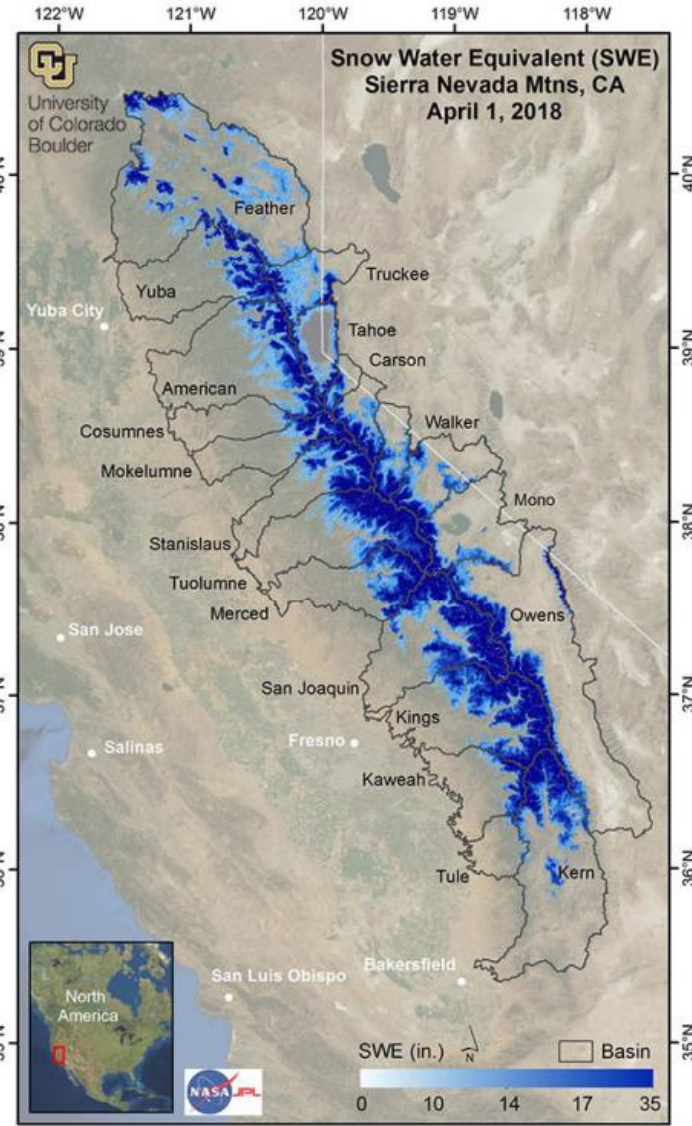 122°W 121°W 120°W 119°W 118°W
Snow Water Equivalent (SWE)
Sierra Nevada Mtns, CA
April 1, 2018
CU
University
of Colorado
Boulder
40°N
Feather
Truckee
Yuba
Yuba City
Tahoe
39°N
Carson
American
Walker
Cosumnes
Mokelumne
Mono
38°N
Stanislaus
Tuolumne
Merced
Owens
San Jose
San Joaquin
37°N
Kings
Salinas
Fresno
Kaweah
Tule
Kern
36°N
Bakersfield
San Luis Obispo
North
America
N
35°N
SWE (in.)
Basin
0 10 14 17 35
NASA JPL